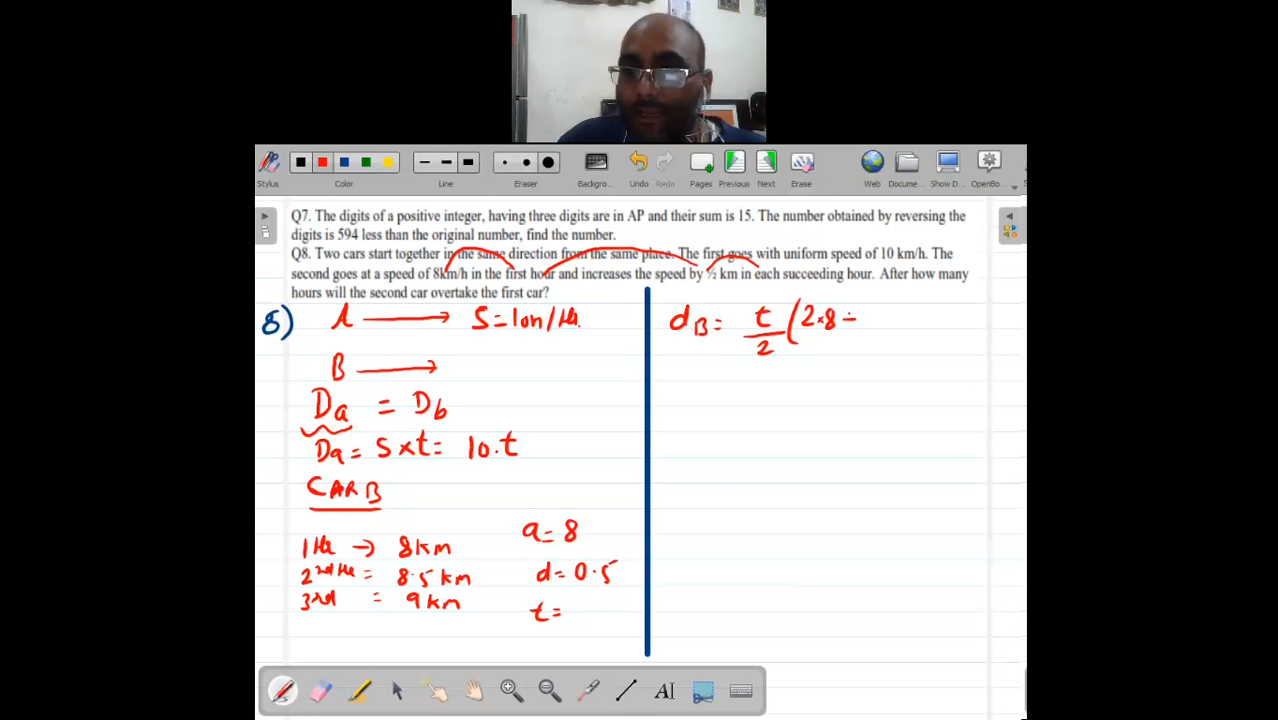 Stylus
Color
Line
Eraser
Backgro...
Undo
Redo
Pages
Previous
Next
Erase
Web
Docume...
Show D...
OpenBo...
Q7. The digits of a positive integer, having three digits are in AP and their sum is 15. The number obtained by reversing the
digits is 594 less than the original number, find the number.
Q8. Two cars start together in the same direction from the same place. The first goes with uniform speed of 10 km/h. The
second goes at a speed of 8km/h in the first hour and increases the speed by ½ km in each succeeding hour. After how many
hours will the second car overtake the first car?
8)
A → S=10
B →
Da = Db
Da = S×t= 10.t
CAR B
1 Hr → 8km
2nd Hr = 8.5 km
3rd = 9 km
a= 8
d= 0.5
t=
dB= t/2 (2×8
AI